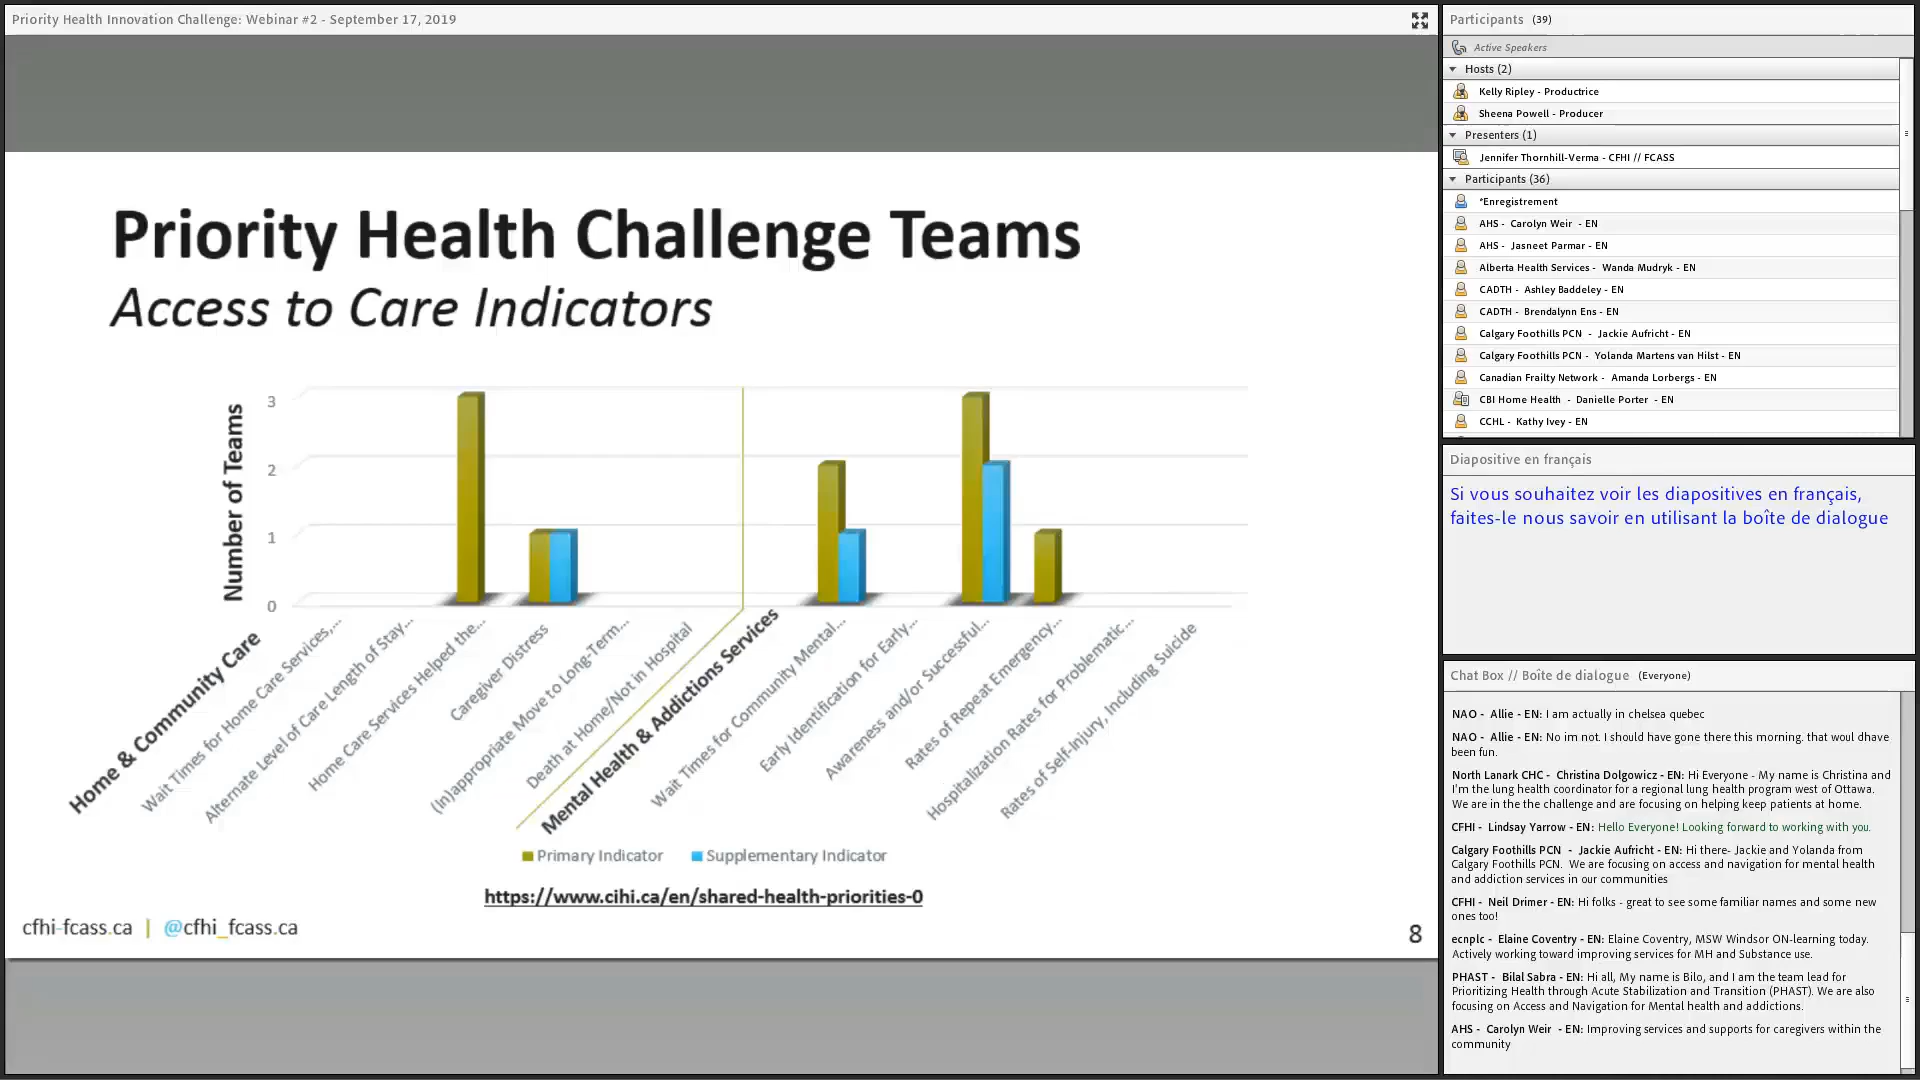 Priority Health Innovation Challenge: Webinar #2 - September 17, 2019
Priority Health Challenge Teams
Access to Care Indicators
Number of Teams
3
2
1
0
Home & Community Care
Wait Times for Home Care Services,...
Alternate Level of Care Length of Stay...
Home Care Services Helped the...
Caregiver Distress
(In)appropriate Move to Long-Term...
Death at Home/Not in Hospital
Mental Health & Addictions Services
Wait Times for Community Mental...
Early Identification for Early...
Awareness and/or Successful...
Rates of Repeat Emergency...
Hospitalization Rates for Problematic...
Rates of Self-Injury, Including Suicide
Primary Indicator
Supplementary Indicator
https://www.cihi.ca/en/shared-health-priorities-0
cfhi-fcass.ca | @cfhi_fcass.ca
8
Participants (39)
Active Speakers
Hosts (2)
Kelly Ripley - Productrice
Sheena Powell - Producer
Presenters (1)
Jennifer Thornhill-Verma - CFHI // FCASS
Participants (36)
*Enregistrement
AHS - Carolyn Weir - EN
AHS - Jasneet Parmar - EN
Alberta Health Services - Wanda Mudryk - EN
CADTH - Ashley Baddeley - EN
CADTH - Brendalynn Ens - EN
Calgary Foothills PCN - Jackie Aufricht - EN
Calgary Foothills PCN - Yolanda Martens van Hilst - EN
Canadian Frailty Network - Amanda Lorbergs - EN
CBI Home Health - Danielle Porter - EN
CCHL - Kathy Ivey - EN
Diapositive en français
Si vous souhaitez voir les diapositives en français,
faites-le nous savoir en utilisant la boîte de dialogue
Chat Box // Boîte de dialogue (Everyone)
NAO - Allie - EN: I am actually in chelsea quebec
NAO - Allie - EN: No im not. I should have gone there this morning. that woul dhave
been fun.
North Lanark CHC - Christina Dolgowicz - EN: Hi Everyone - My name is Christina and
I'm the lung health coordinator for a regional lung health program west of Ottawa.
We are in the the challenge and are focusing on helping keep patients at home.
CFHI - Lindsay Yarrow - EN: Hello Everyone! Looking forward to working with you.
Calgary Foothills PCN - Jackie Aufricht - EN: Hi there- Jackie and Yolanda from
Calgary Foothills PCN. We are focusing on access and navigation for mental health
and addiction services in our communities
CFHI - Neil Drimer - EN: Hi folks - great to see some familiar names and some new
ones too!
ecnplc - Elaine Coventry - EN: Elaine Coventry, MSW Windsor ON-learning today.
Actively working toward improving services for MH and Substance use.
PHAST - Bilal Sabra - EN: Hi all, My name is Bilo, and I am the team lead for
Prioritizing Health through Acute Stabilization and Transition (PHAST). We are also
focusing on Access and Navigation for Mental health and addictions.
AHS - Carolyn Weir - EN: Improving services and supports for caregivers within the
community